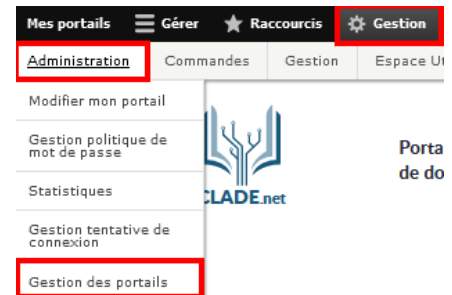 Mes portails Gérer Raccourcis Gestion
Administration Commandes Gestion Espace
Modifier mon portail
Gestion politique de
mot de passe
Statistiques
Gestion tentative de
connexion
Gestion des portails
CLADE.net
Porta
de do